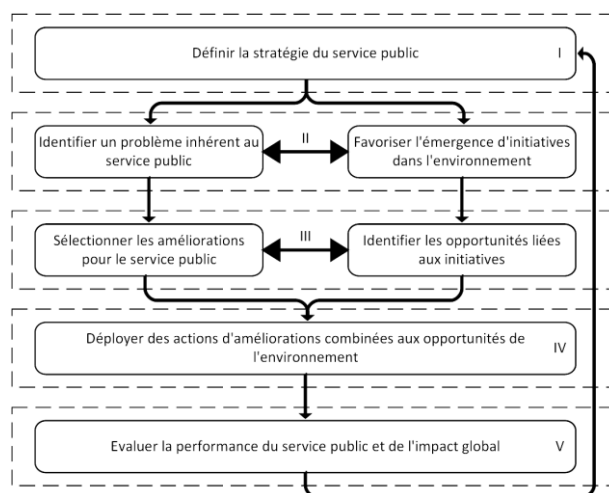 Définir la stratégie du service public
I
Identifier un problème inhérent au
service public
II
Favoriser l'émergence d'initiatives
dans l'environnement
Sélectionner les améliorations
pour le service public
III
Identifier les opportunités liées
aux initiatives
Déployer des actions d'améliorations combinées aux opportunités de
l'environnement
IV
Evaluer la performance du service public et de l'impact global
V